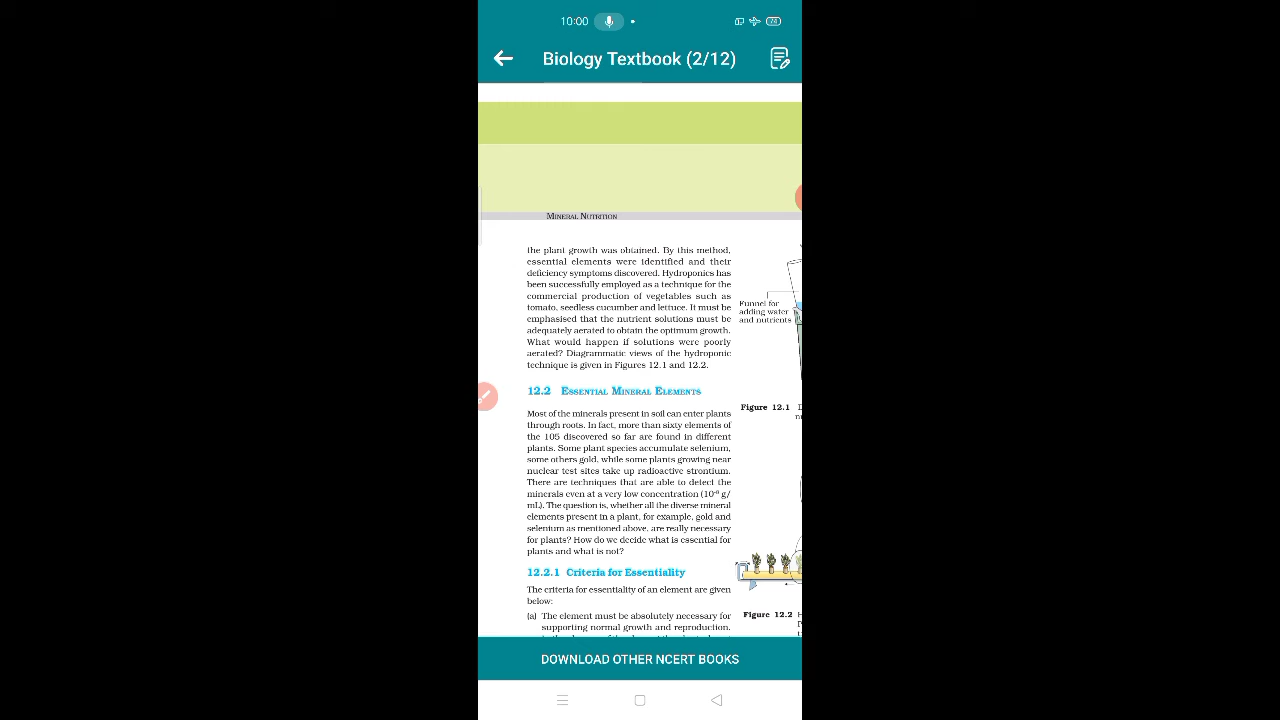 10:00
74
Biology Textbook (2/12)
MINERAL NUTRITION
the plant growth was obtained. By this method,
essential elements were identified and their
deficiency symptoms discovered. Hydroponics has
been successfully employed as a technique for the
commercial production of vegetables such as
tomato, seedless cucumber and lettuce. It must be
emphasised that the nutrient solutions must be
adequately aerated to obtain the optimum growth.
What would happen if solutions were poorly
aerated? Diagrammatic views of the hydroponic
technique is given in Figures 12.1 and 12.2.
12.2 ESSENTIAL MINERAL ELEMENTS
Most of the minerals present in soil can enter plants
through roots. In fact, more than sixty elements of
the 105 discovered so far are found in different
plants. Some plant species accumulate selenium,
some others gold, while some plants growing near
nuclear test sites take up radioactive strontium.
There are techniques that are able to detect the
minerals even at a very low concentration (10⁻⁸ g/
mL). The question is, whether all the diverse mineral
elements present in a plant, for example, gold and
selenium as mentioned above, are really necessary
for plants? How do we decide what is essential for
plants and what is not?
12.2.1 Criteria for Essentiality
The criteria for essentiality of an element are given
below:
(a) The element must be absolutely necessary for
supporting normal growth and reproduction.
Funnel for
adding water
and nutrients
Figure 12.1
Figure 12.2
DOWNLOAD OTHER NCERT BOOKS